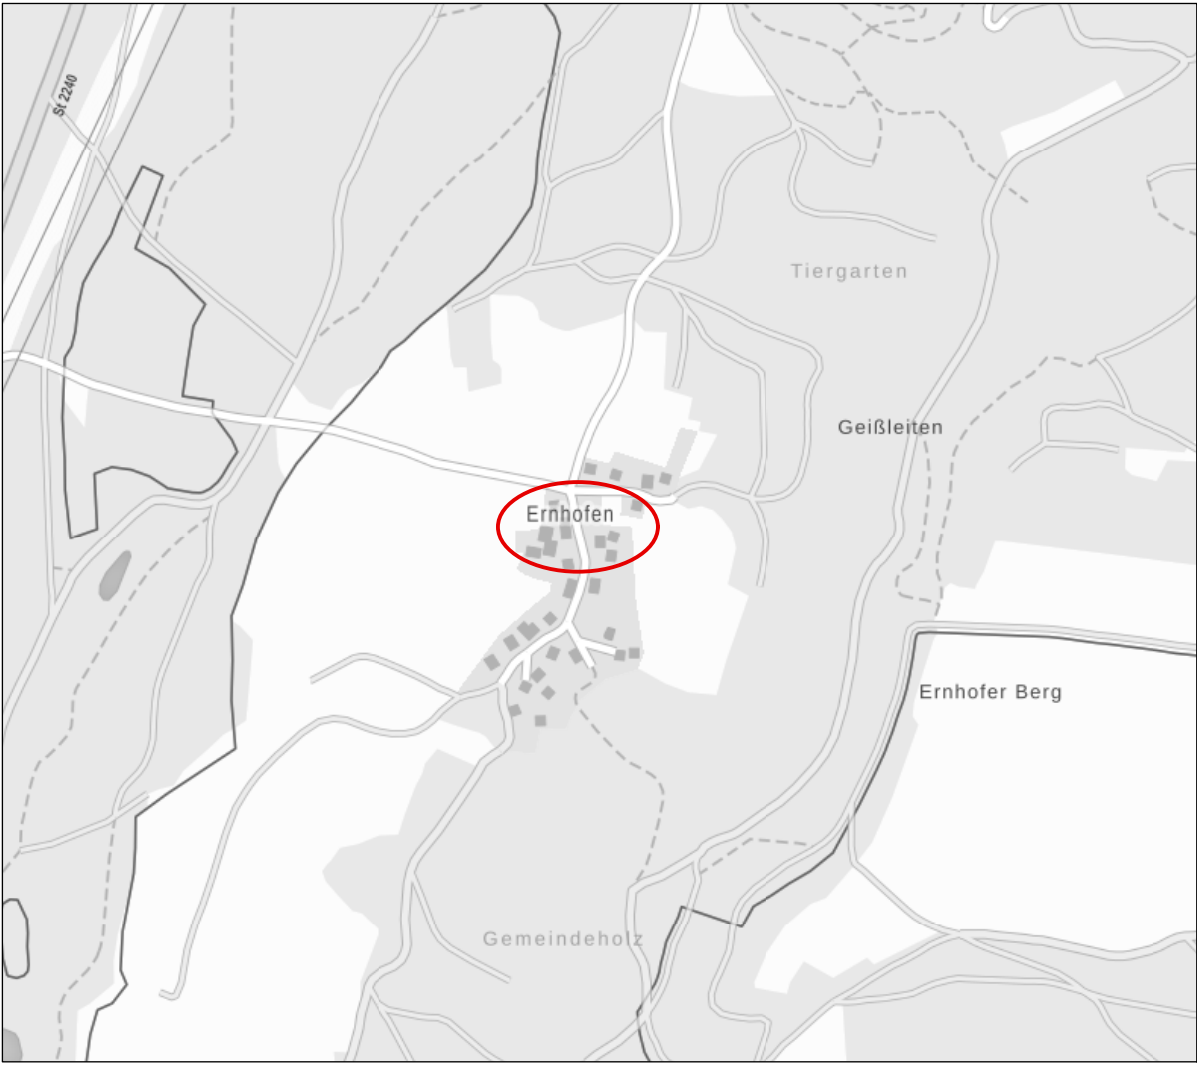 St 2240
Tiergarten
Geißleiten
Ernhofen
Ernhofer Berg
Gemeindeholz